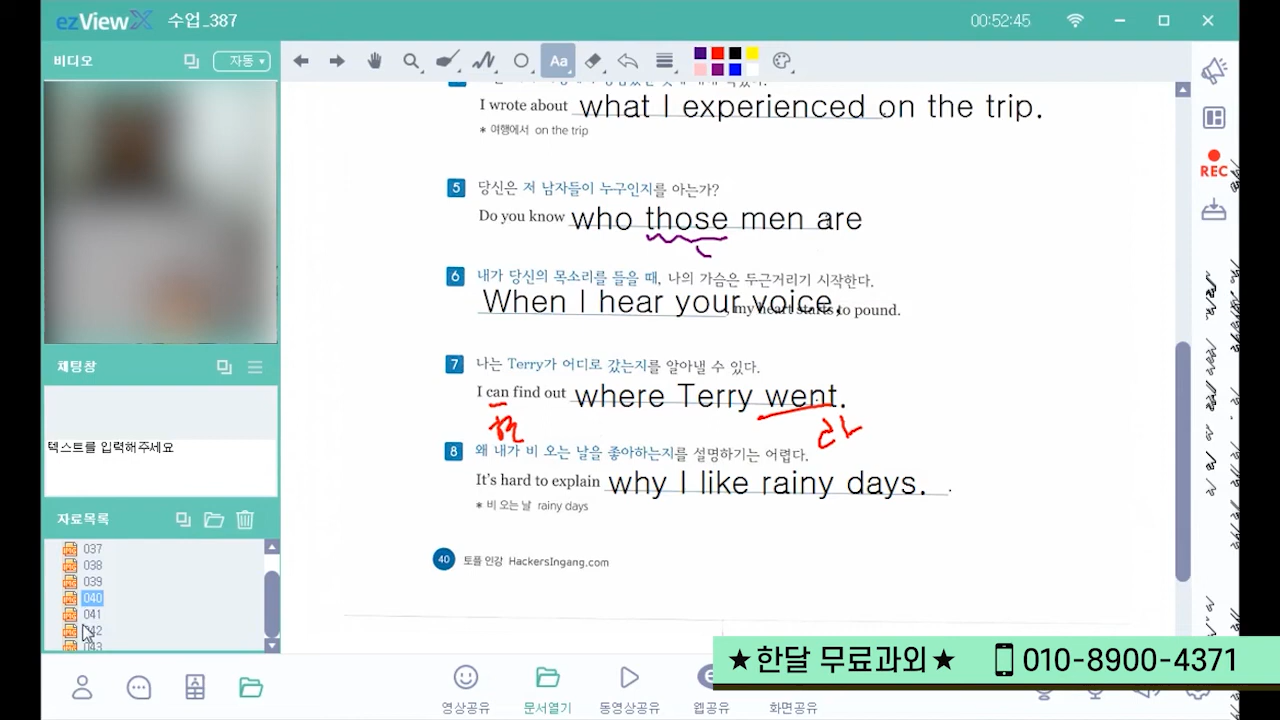 ezViewX 수업_387
00:52:45
비디오
자동
Aa
I wrote about what I experienced on the trip.
* 여행에서 on the trip
5 당신은 저 남자들이 누구인지를 아는가?
Do you know who those men are
6 내가 당신의 목소리를 들을 때, 나의 가슴은 두근거리기 시작한다.
When I hear your voice, , my heart starts to pound.
7 나는 Terry가 어디로 갔는지를 알아낼 수 있다.
I can find out where Terry went.
현 과
8 왜 내가 비 오는 날을 좋아하는지를 설명하기는 어렵다.
It's hard to explain why I like rainy days.
* 비 오는 날 rainy days
40 토플 인강 HackersIngang.com
REC
채팅창
텍스트를 입력해주세요
자료목록
037
038
039
040
041
042
043
영상공유
문서열기
동영상공유
웹공유
화면공유
★한달 무료과외★ 010-8900-4371